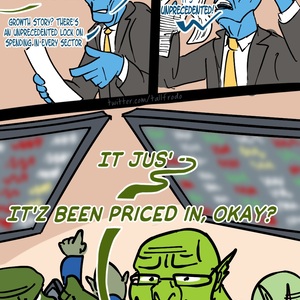 GROWTH STORY? THERE'S
AN UNPRECEDENTED LOCK ON
SPENDING IN EVERY SECTOR
UNPRECEDENTED!
twitter.com/tallfrodo
IT JUS'
IT'Z BEEN PRICED IN, OKAY?